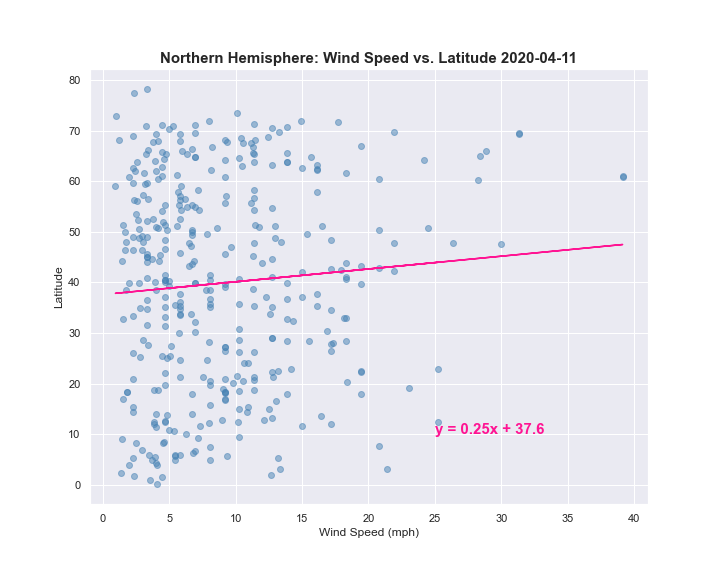 Northern Hemisphere: Wind Speed vs. Latitude 2020-04-11
80
70
60
50
40
30
20
10
0
Latitude
y = 0.25x + 37.6
0 5 10 15 20 25 30 35 40
Wind Speed (mph)